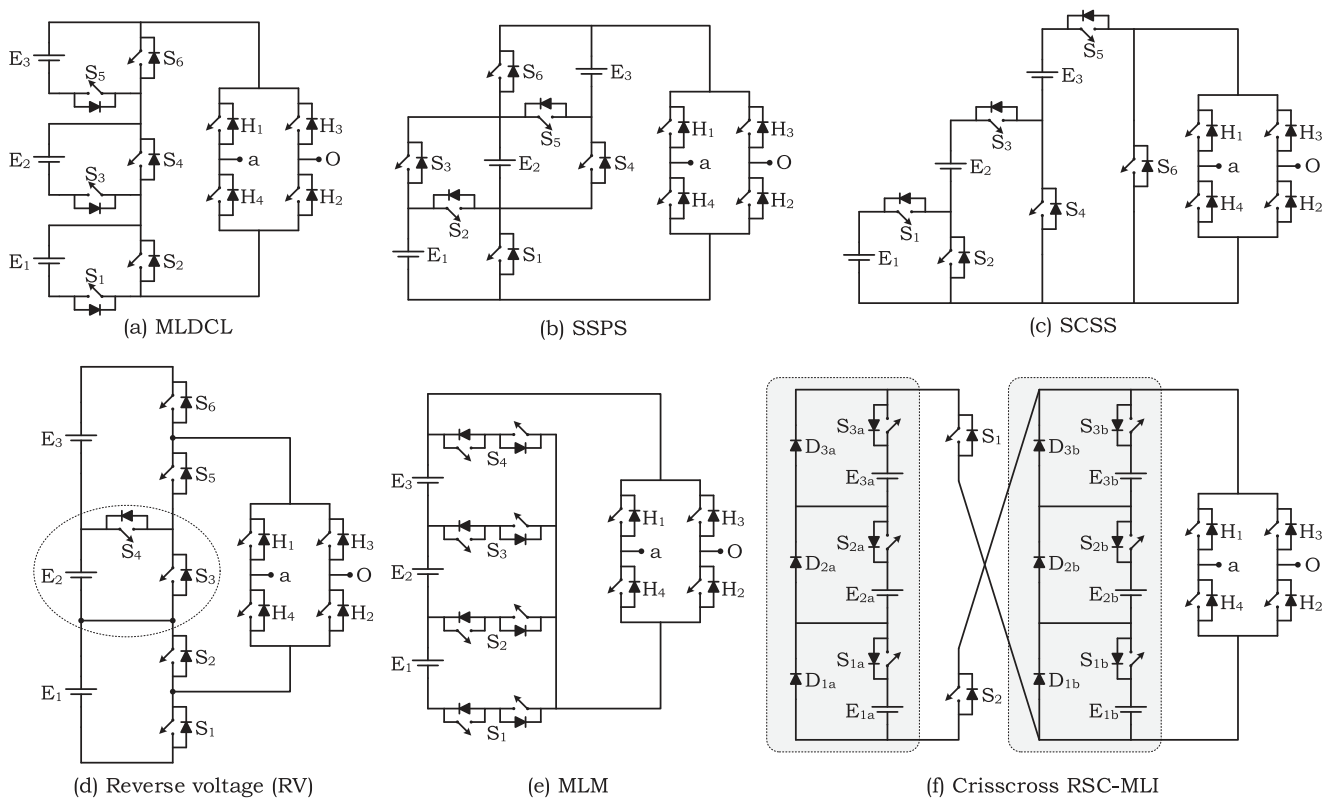 E3
S6
S5
E2
S4
S3
E1
S2
S1
H1
H3
a
O
H4
H2
(a) MLDCL
S6
E3
S5
S3
E2
S4
S2
E1
S1
H1
H3
a
O
H4
H2
(b) SSPS
S5
E3
S3
E2
S6
S1
S4
E1
S2
H1
H3
a
O
H4
H2
(c) SCSS
S6
E3
S5
S4
E2
S3
S2
E1
S1
H1
H3
a
O
H4
H2
(d) Reverse voltage (RV)
S4
E3
S3
E2
S2
E1
S1
H1
H3
a
O
H4
H2
(e) MLM
S3a
D3a
E3a
S2a
D2a
E2a
S1a
D1a
E1a
S1
S2
S3b
D3b
E3b
S2b
D2b
E2b
S1b
D1b
E1b
H1
H3
a
O
H4
H2
(f) Crisscross RSC-MLI